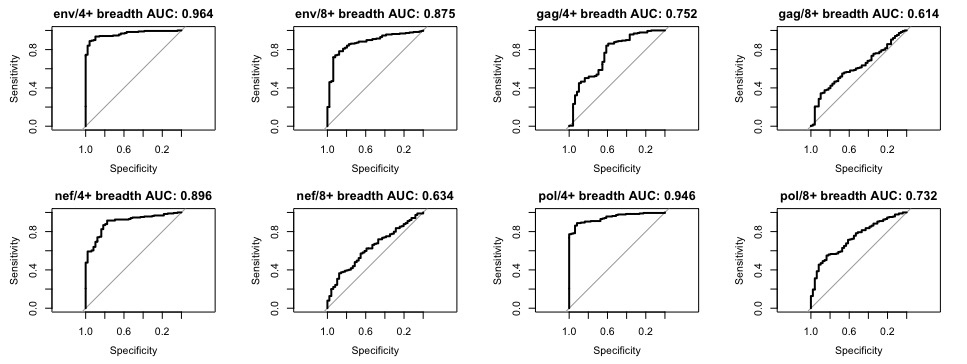 env/4+ breadth AUC: 0.964
Sensitivity
0.0 0.4 0.8
1.0 0.6 0.2
Specificity
env/8+ breadth AUC: 0.875
Sensitivity
0.0 0.4 0.8
1.0 0.6 0.2
Specificity
gag/4+ breadth AUC: 0.752
Sensitivity
0.0 0.4 0.8
1.0 0.6 0.2
Specificity
gag/8+ breadth AUC: 0.614
Sensitivity
0.0 0.4 0.8
1.0 0.6 0.2
Specificity
nef/4+ breadth AUC: 0.896
Sensitivity
0.0 0.4 0.8
1.0 0.6 0.2
Specificity
nef/8+ breadth AUC: 0.634
Sensitivity
0.0 0.4 0.8
1.0 0.6 0.2
Specificity
pol/4+ breadth AUC: 0.946
Sensitivity
0.0 0.4 0.8
1.0 0.6 0.2
Specificity
pol/8+ breadth AUC: 0.732
Sensitivity
0.0 0.4 0.8
1.0 0.6 0.2
Specificity